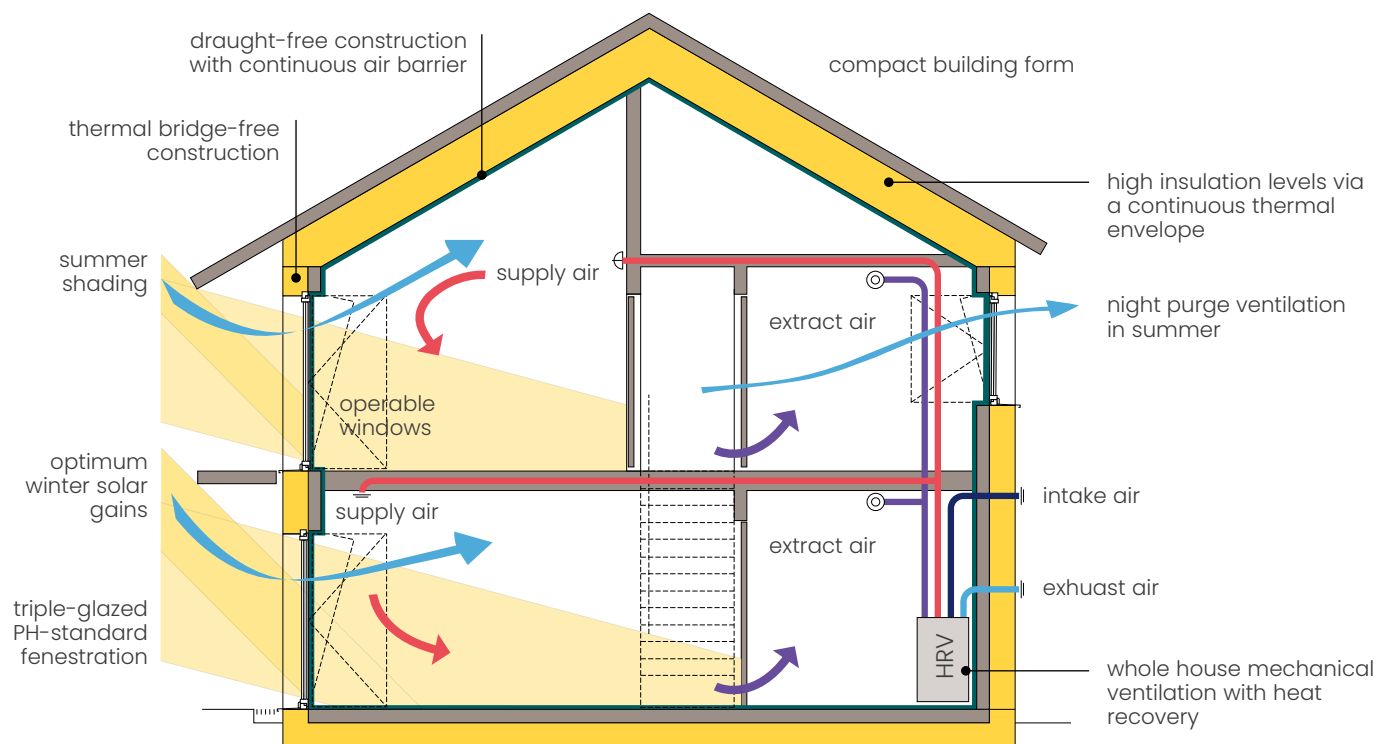 draught-free construction
with continuous air barrier
compact building form
thermal bridge-free
construction
high insulation levels via
a continuous thermal
envelope
summer
shading
supply air
extract air
night purge ventilation
in summer
operable
windows
optimum
winter solar
gains
supply air
extract air
intake air
exhuast air
triple-glazed
PH-standard
fenestration
HRV
whole house mechanical
ventilation with heat
recovery